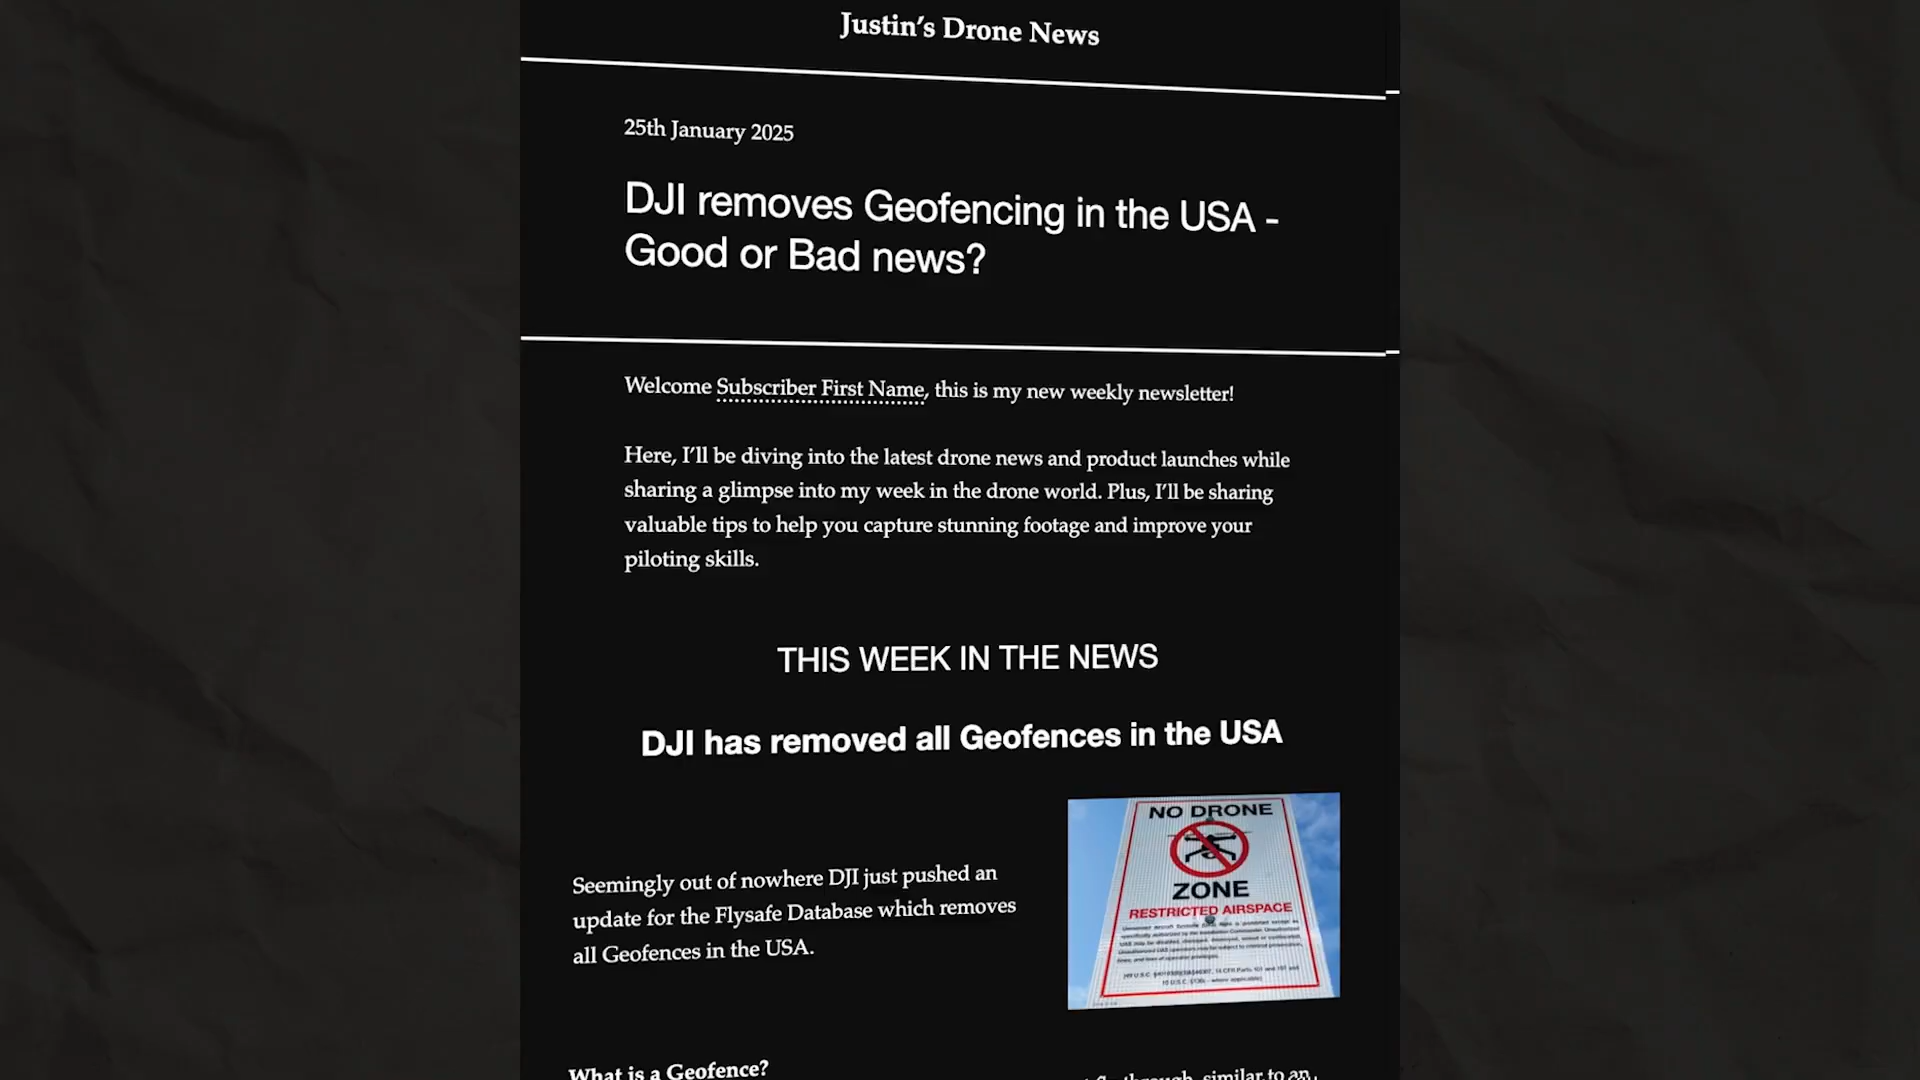 Justin’s Drone News
25th January 2025
DJI removes Geofencing in the USA -
Good or Bad news?
Welcome Subscriber First Name, this is my new weekly newsletter!
Here, I’ll be diving into the latest drone news and product launches while
sharing a glimpse into my week in the drone world. Plus, I’ll be sharing
valuable tips to help you capture stunning footage and improve your
piloting skills.
THIS WEEK IN THE NEWS
DJI has removed all Geofences in the USA
Seemingly out of nowhere DJI just pushed an
update for the Flysafe Database which removes
all Geofences in the USA.
NO DRONE
ZONE
RESTRICTED AIRSPACE
What is a Geofence?
through, similar to an